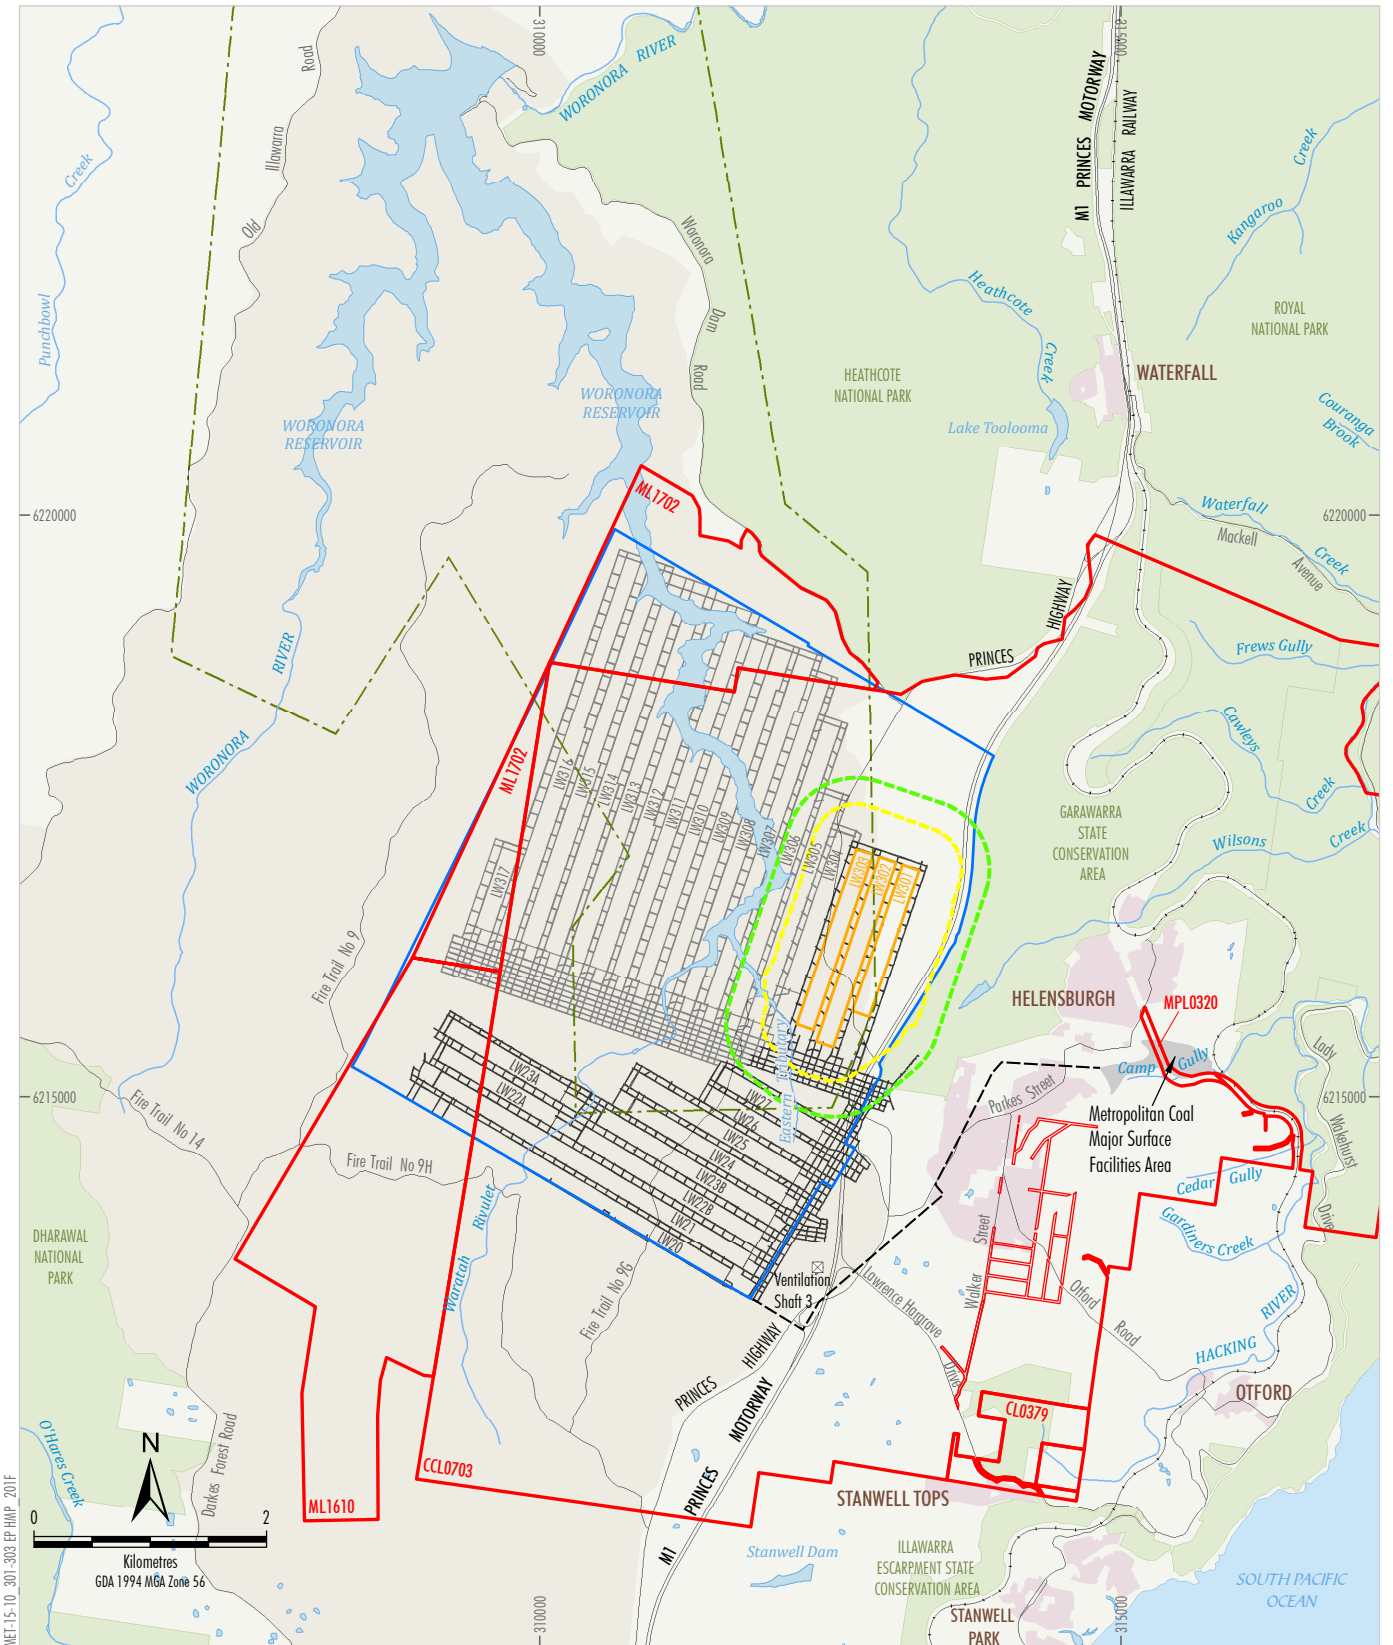 310000
315000
Road
Illawarra
Old
Creek
Punchbowl
WORONORA RIVER
M1 PRINCES MOTORWAY
ILLAWARRA RAILWAY
Creek
Kangaroo
Woronora
Dam
Road
Heathcote
Creek
ROYAL
NATIONAL PARK
HEATHCOTE
NATIONAL PARK
WATERFALL
WORONORA
RESERVOIR
WORONORA
RESERVOIR
Lake Toolooma
Couranga
Brook
ML1702
6220000
6220000
Waterfall
Creek
Mackell
Avenue
HIGHWAY
PRINCES
Frews Gully
RIVER
WORONORA
Cawleys
Creek
ML1702
LW316
LW315
LW314
LW313
LW312
LW311
LW310
LW309
LW308
LW307
LW306
LW305
LW304
LW303
LW302
LW301
LW317
GARAWARRA
STATE
CONSERVATION
AREA
Wilsons
Creek
Fire Trail No 9
HELENSBURGH
MPL0320
Camp Gully
Lady
Wakehurst
Drive
Parkes Street
Eastern Tributary
6215000
6215000
Fire Trail No 14
LW23A
LW22A
LW27
LW26
LW25
LW24
LW23B
LW22B
LW21
LW20
Metropolitan Coal
Major Surface
Facilities Area
Fire Trail No 9H
Cedar Gully
Gardiners Creek
Waratah Rivulet
Fire Trail No 9G
DHARAWAL
NATIONAL
PARK
Ventilation
Shaft 3
Lawrence Hargrave
Drive
Walker Street
Otford
Road
HACKING RIVER
PRINCES HIGHWAY
OTFORD
CL0379
O'Hares Creek
Darkes Forest Road
CCL0703
ML1610
M1 PRINCES MOTORWAY
STANWELL TOPS
Stanwell Dam
ILLAWARRA
ESCARPMENT STATE
CONSERVATION AREA
STANWELL
PARK
SOUTH PACIFIC
OCEAN
N
0 2
Kilometres
GDA 1994 MGA Zone 56
MET-15-10_301-303 EP HMP_201F
310000
315000